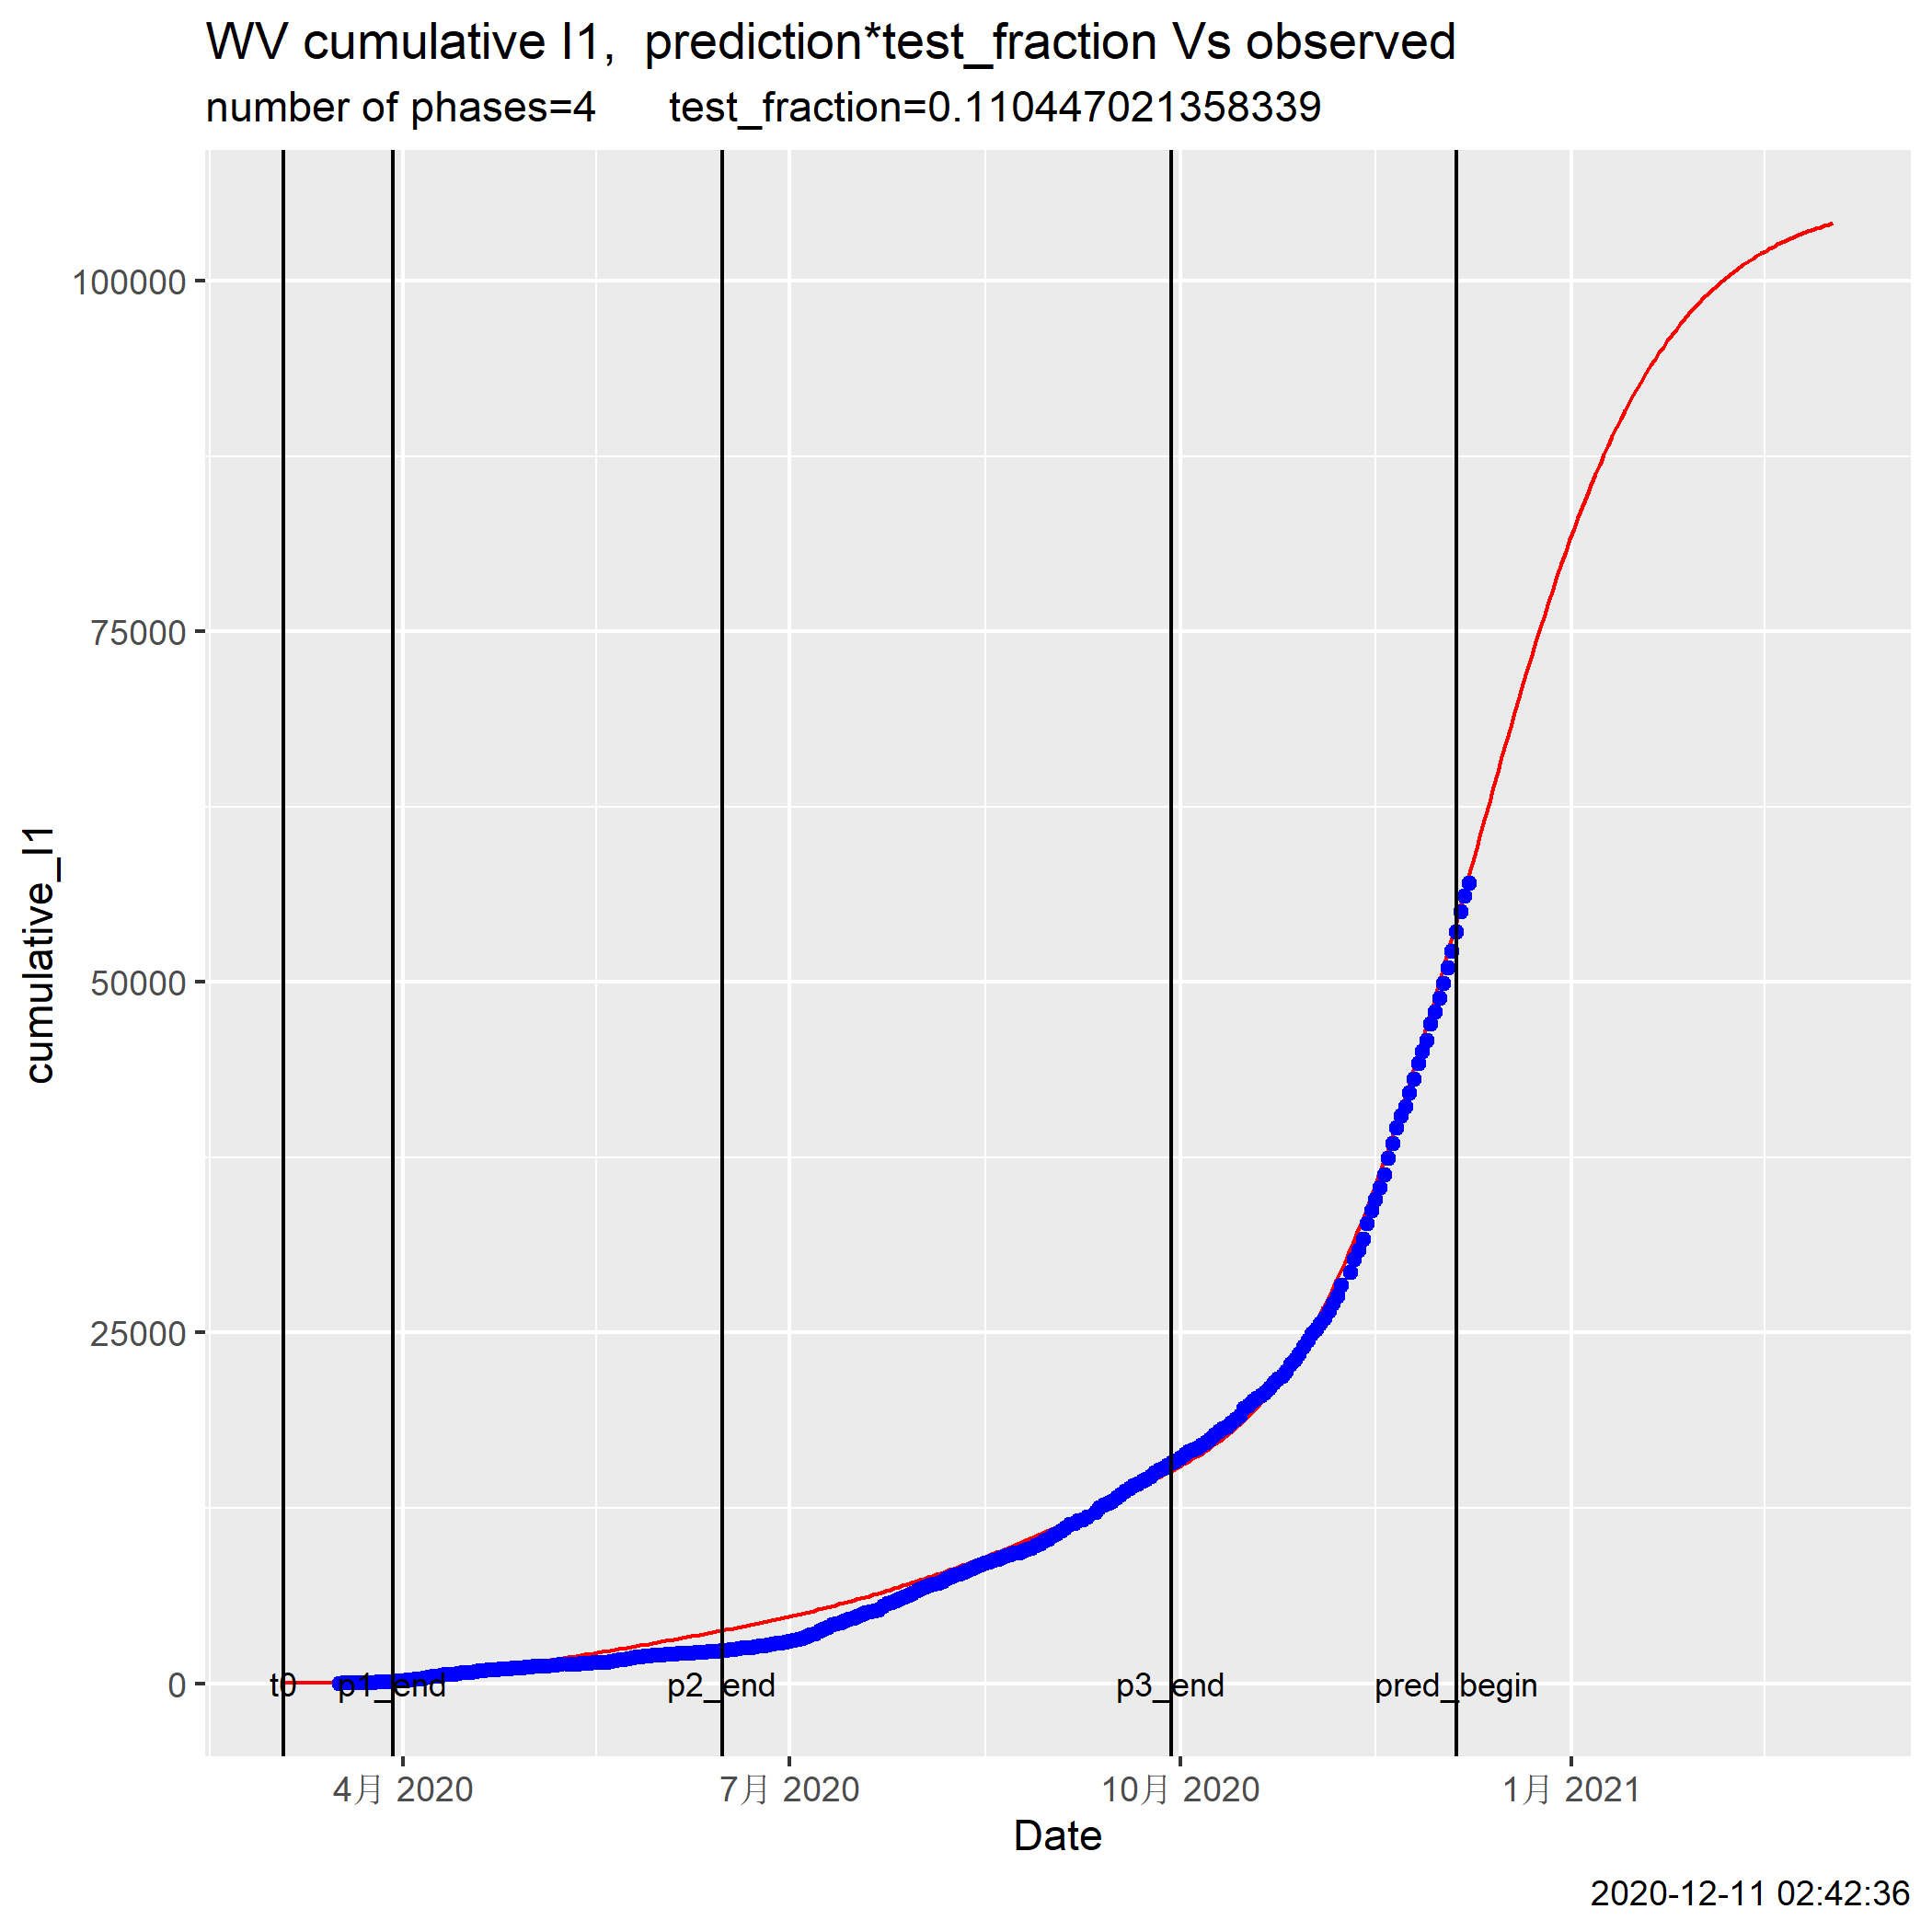 WV cumulative I1,  prediction*test_fraction Vs observed
number of phases=4      test_fraction=0.110447021358339
cumulative_I1
100000
75000
50000
25000
0
t0
p1_end
p2_end
p3_end
pred_begin
4月 2020
7月 2020
10月 2020
1月 2021
Date
2020-12-11 02:42:36